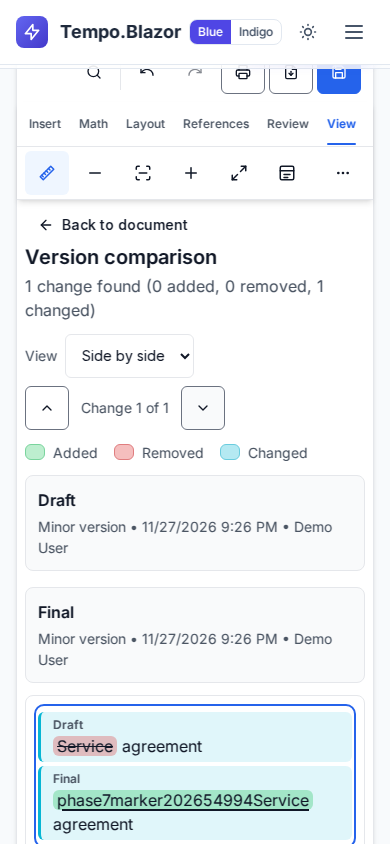 Tempo.Blazor Blue Indigo
Insert Math Layout References Review View
Back to document
Version comparison
1 change found (0 added, 0 removed, 1
changed)
View Side by side
Change 1 of 1
Added Removed Changed
Draft
Minor version • 11/27/2026 9:26 PM • Demo
User
Final
Minor version • 11/27/2026 9:26 PM • Demo
User
Draft
Service agreement
Final
phase7marker202654994Service
agreement